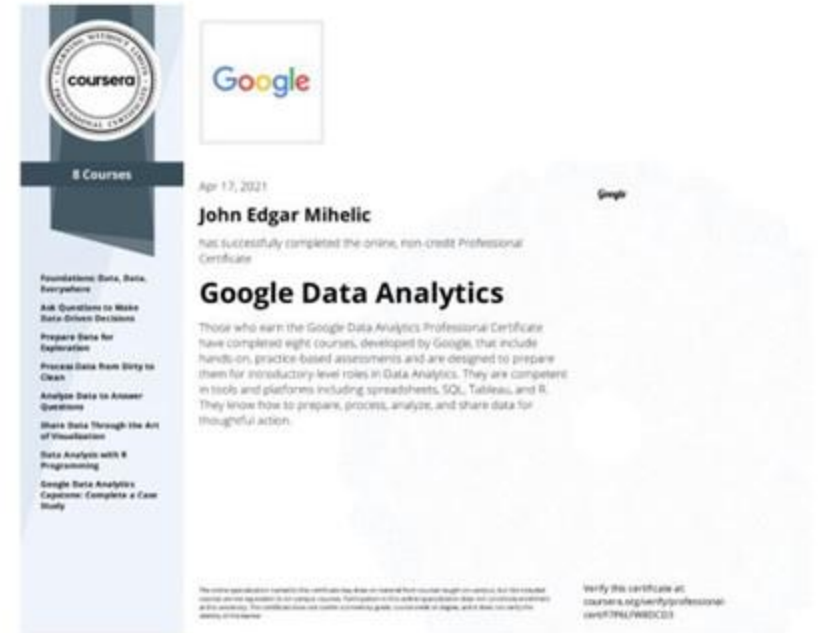 LEARNING WITHOUT LIMITS
coursera
PROFESSIONAL CERTIFICATE
8 Courses
Foundations: Data, Data,
Everywhere
Ask Questions to Make
Data-Driven Decisions
Prepare Data for
Exploration
Process Data from Dirty to
Clean
Analyze Data to Answer
Questions
Share Data Through the Art
of Visualization
Data Analysis with R
Programming
Google Data Analytics
Capstone: Complete a Case
Study
Google
Apr 17, 2021
John Edgar Mihelic
has successfully completed the online, non-credit Professional
Certificate
Google Data Analytics
Those who earn the Google Data Analytics Professional Certificate
have completed eight courses, developed by Google, that include
hands-on, practice-based assessments and are designed to prepare
them for introductory-level roles in Data Analytics. They are competent
in tools and platforms including spreadsheets, SQL, Tableau, and R.
They know how to prepare, process, analyze, and share data for
thoughtful action.
Google
Verify this certificate at:
coursera.org/verify/professional-